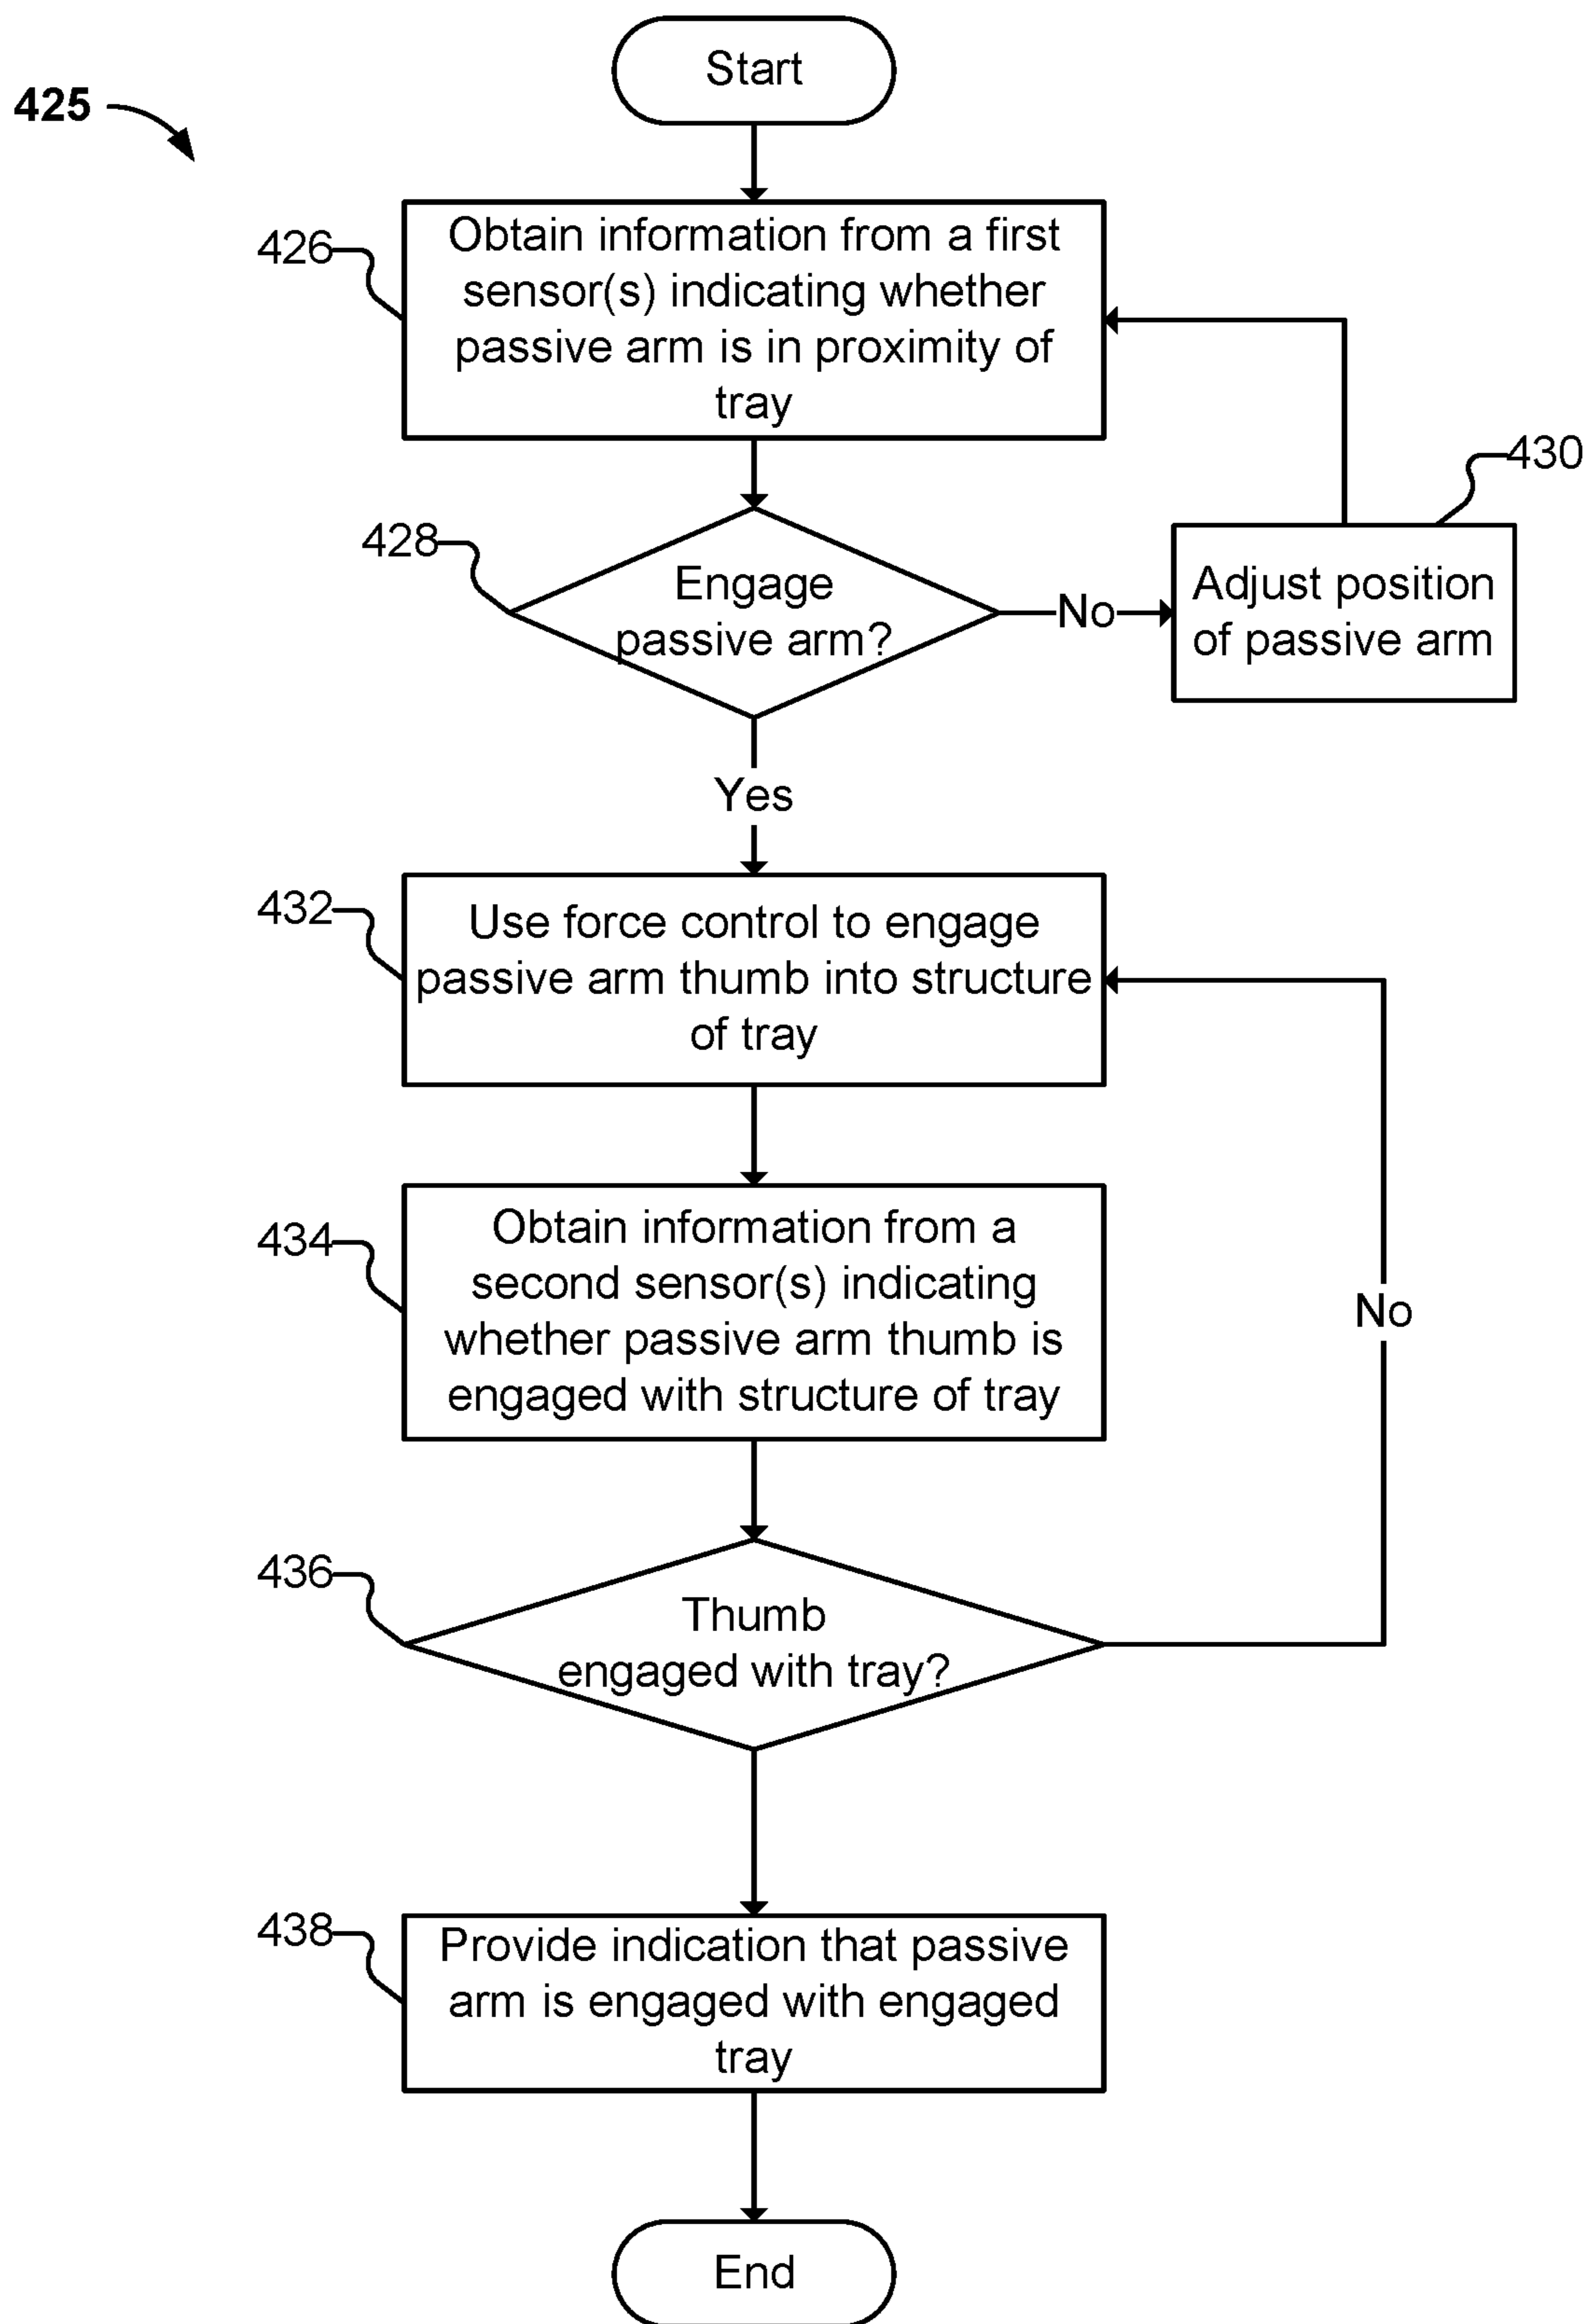 Start
425
426
Obtain information from a first
sensor(s) indicating whether
passive arm is in proximity of
tray
430
428
Engage
passive arm?
No
Adjust position
of passive arm
Yes
432
Use force control to engage
passive arm thumb into structure
of tray
434
Obtain information from a
second sensor(s) indicating
whether passive arm thumb is
engaged with structure of tray
No
436
Thumb
engaged with tray?
438
Provide indication that passive
arm is engaged with engaged
tray
End